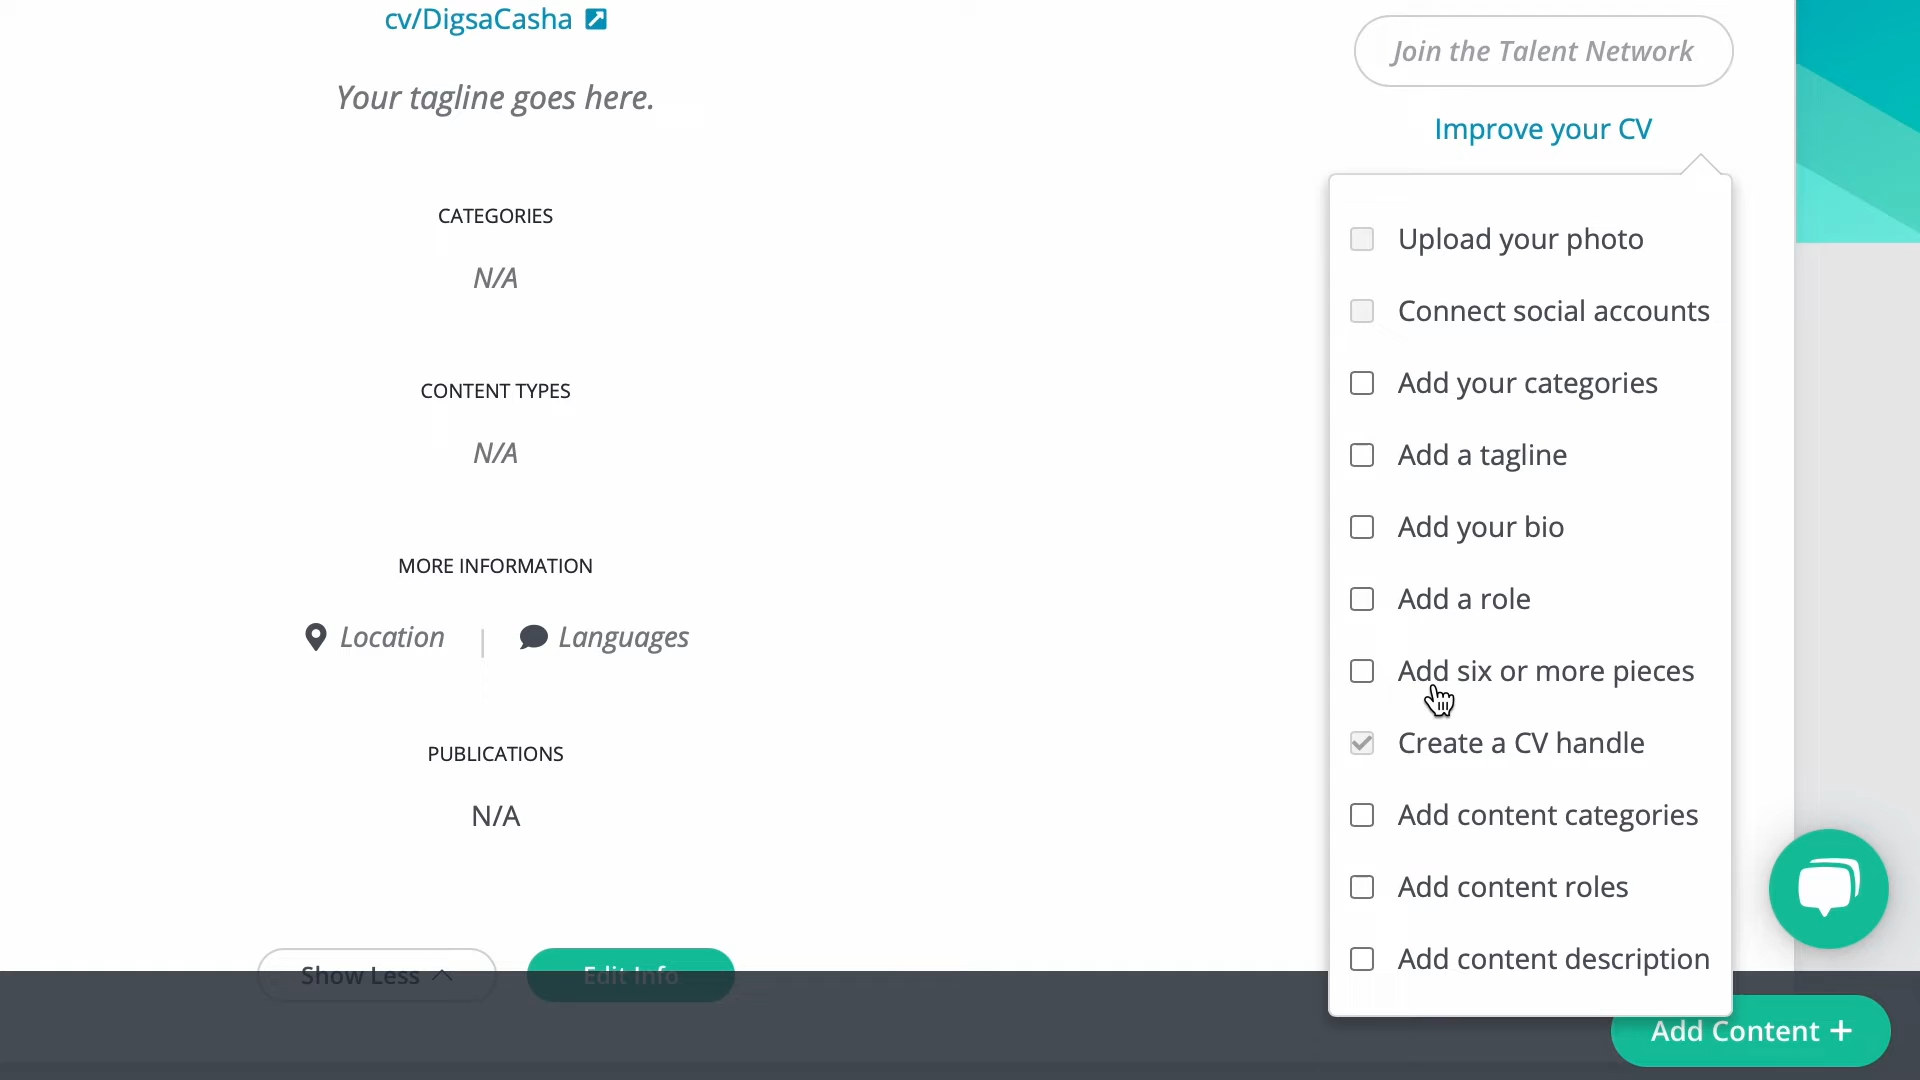 cv/DigsaCasha
Your tagline goes here.
CATEGORIES
N/A
CONTENT TYPES
N/A
MORE INFORMATION
Location | Languages
PUBLICATIONS
N/A
Show Less
Edit Info
Join the Talent Network
Improve your CV
Upload your photo
Connect social accounts
Add your categories
Add a tagline
Add your bio
Add a role
Add six or more pieces
Create a CV handle
Add content categories
Add content roles
Add content description
Add Content +